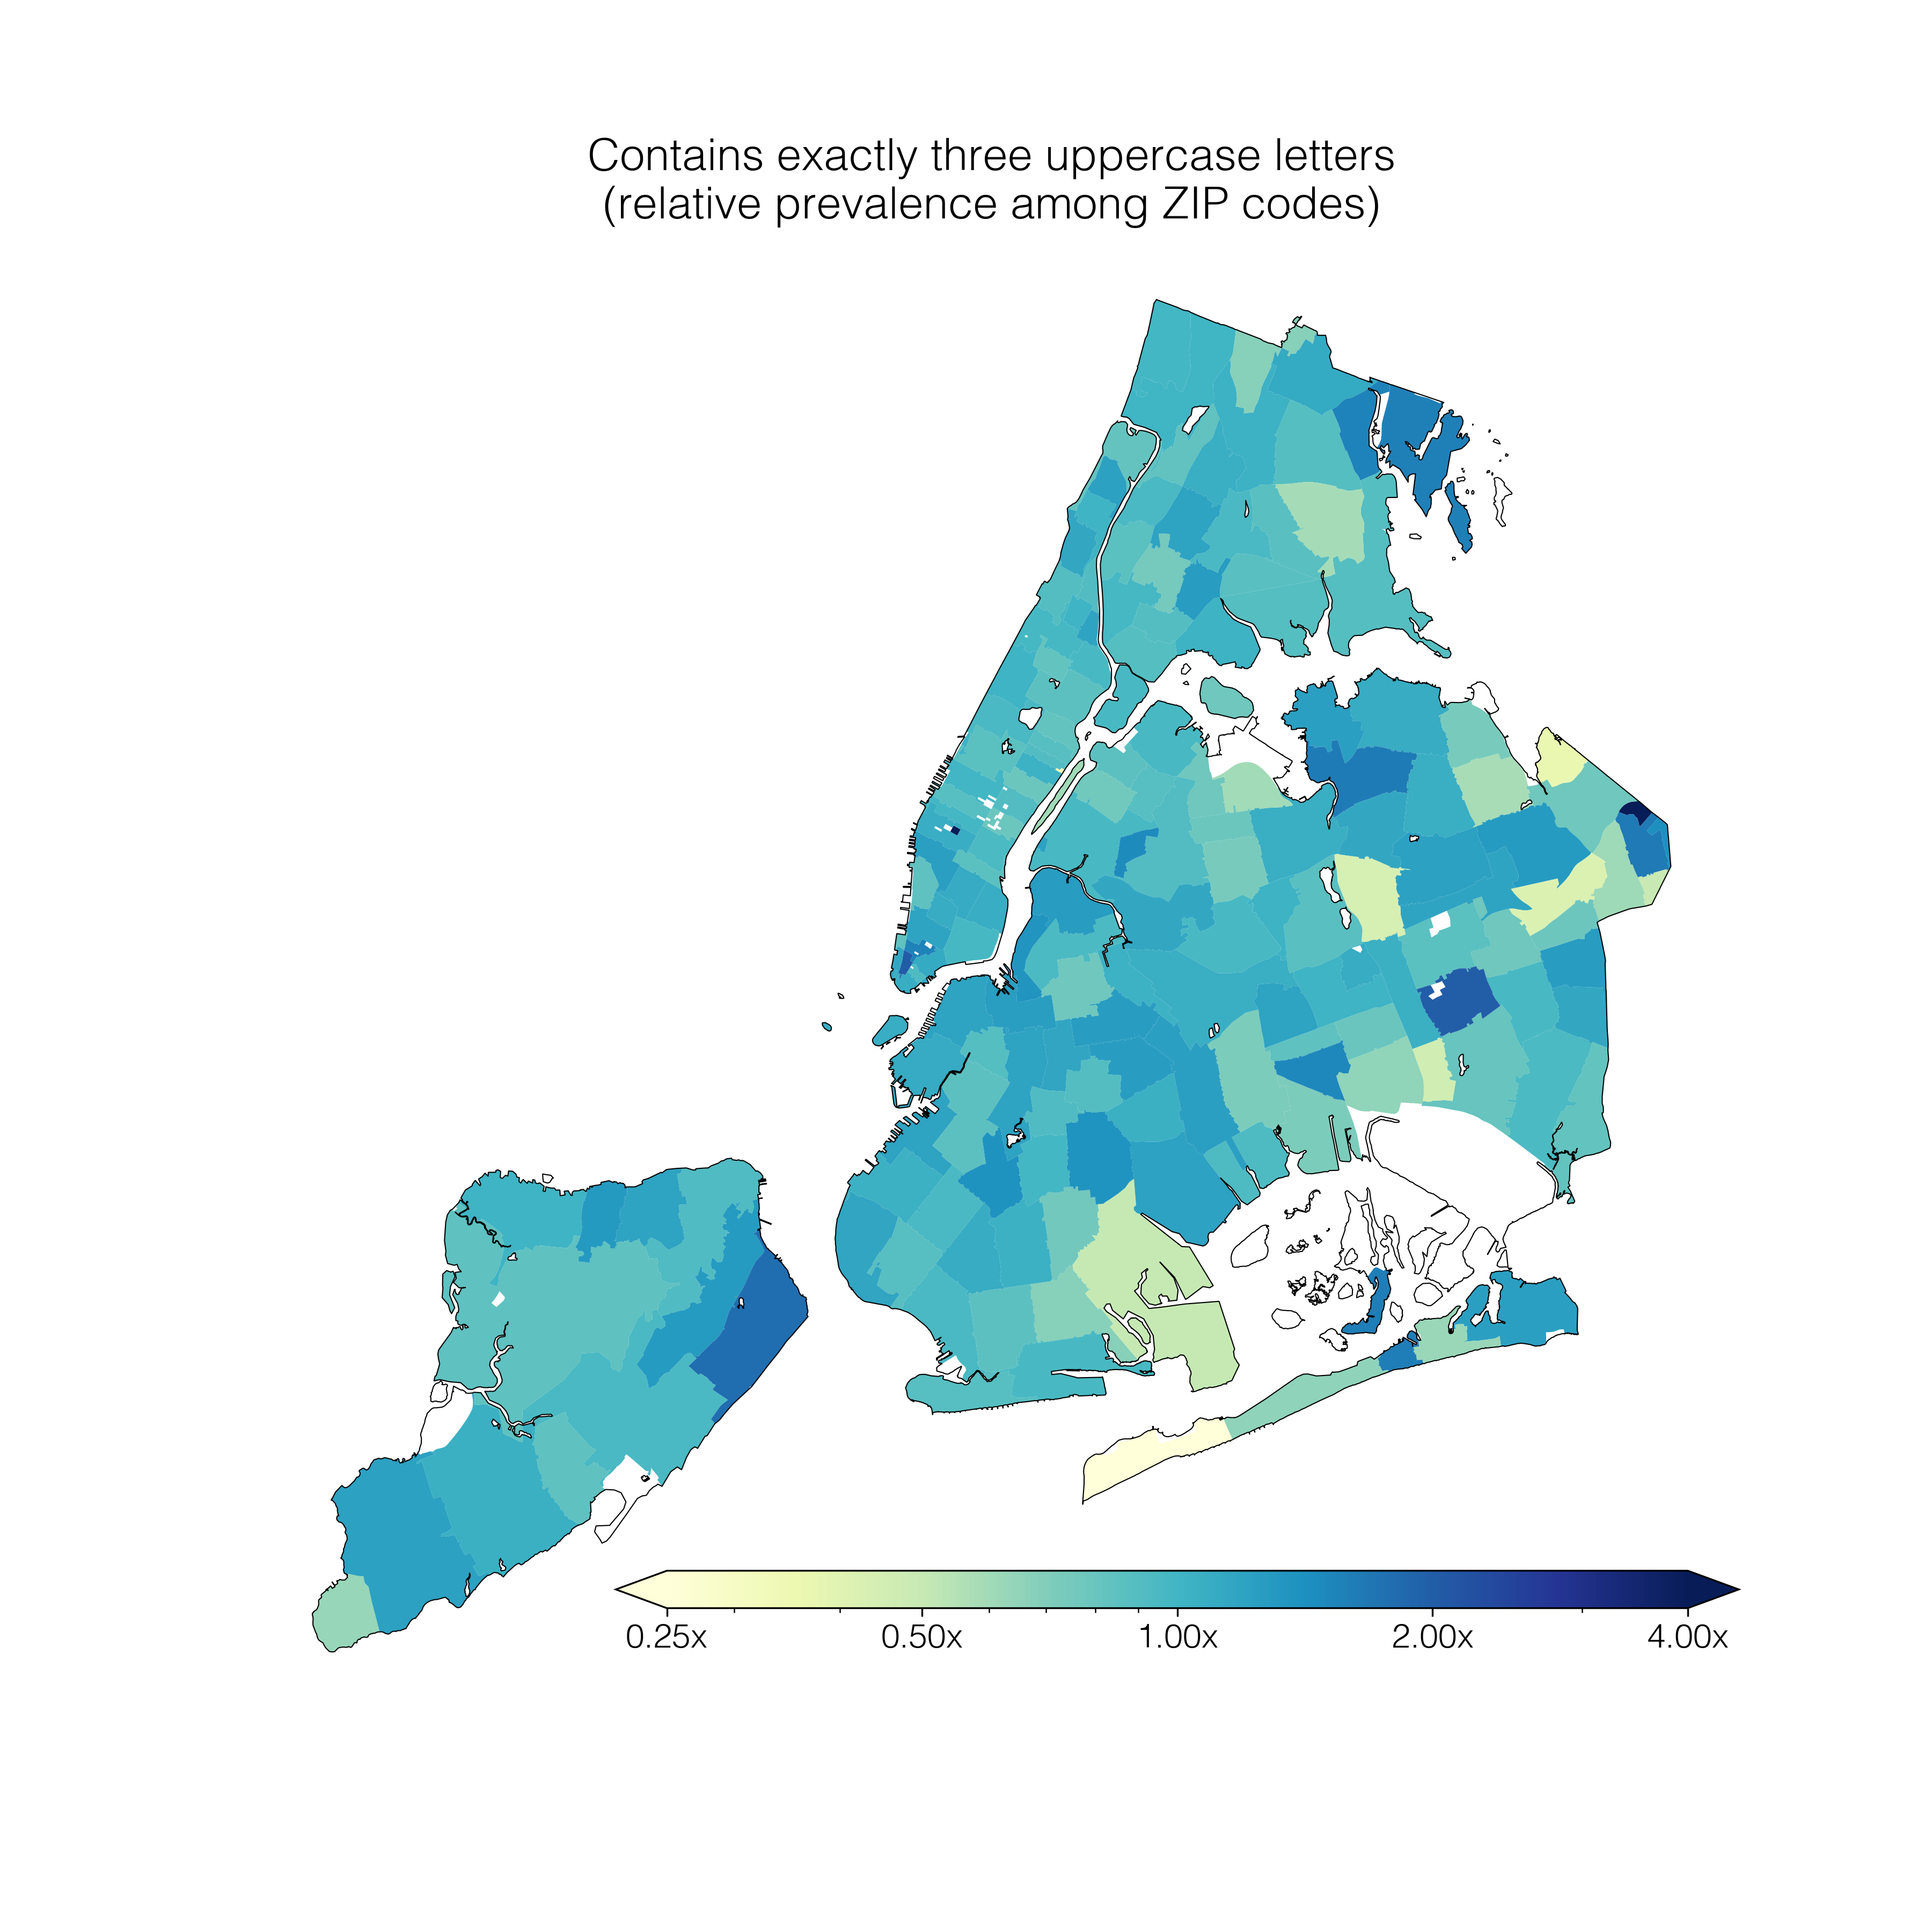 Contains exactly three uppercase letters
(relative prevalence among ZIP codes)
0.25x 0.50x 1.00x 2.00x 4.00x